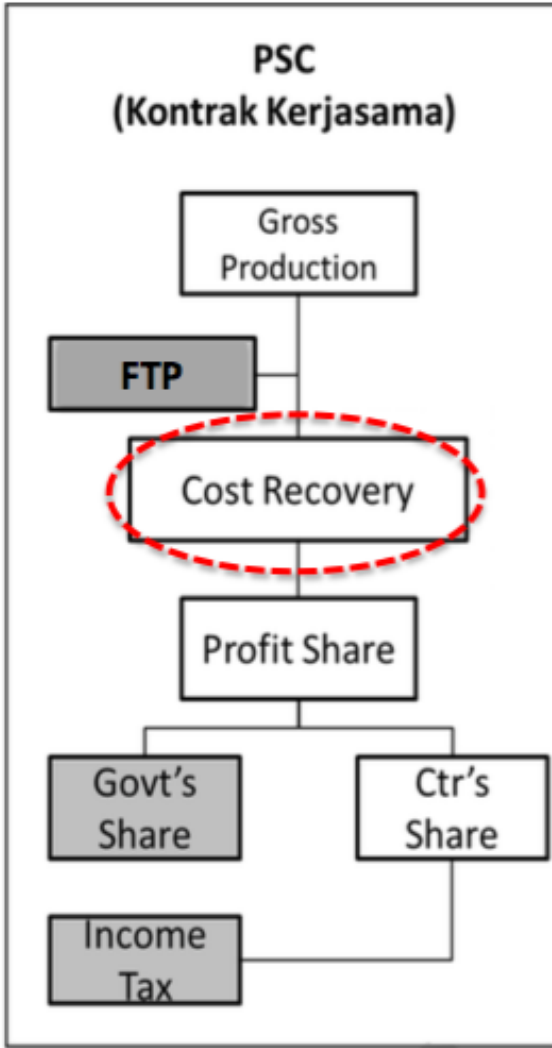 PSC
(Kontrak Kerjasama)
Gross
Production
FTP
Cost Recovery
Profit Share
Govt's
Share
Ctr's
Share
Income
Tax